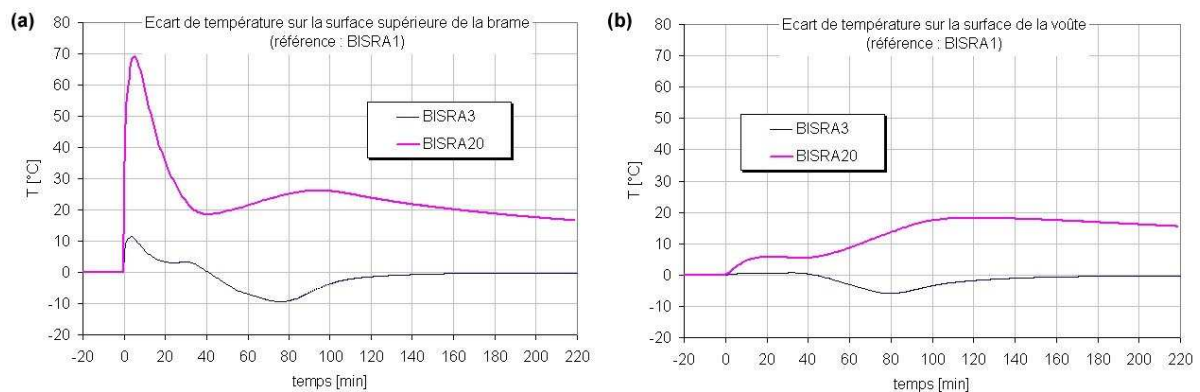 (a)
Ecart de température sur la surface supérieure de la brame
(référence : BISRA1)
80
70
60
50
40
30
20
10
0
-10
-20
T [°C]
BISRA3
BISRA20
-20 0 20 40 60 80 100 120 140 160 180 200 220
temps [min]
(b)
Ecart de température sur la surface de la voûte
(référence : BISRA1)
80
70
60
50
40
30
20
10
0
-10
-20
T [°C]
BISRA3
BISRA20
-20 0 20 40 60 80 100 120 140 160 180 200 220
temps [min]